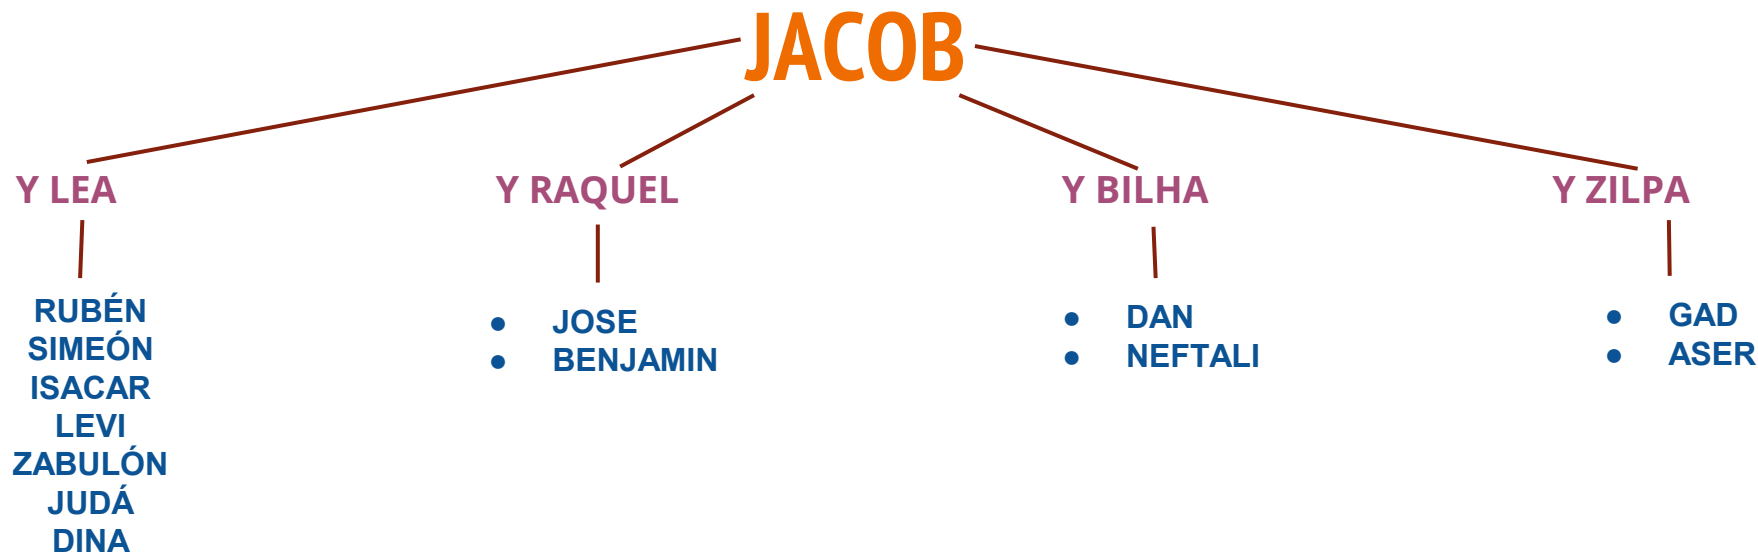 JACOB
Y LEA
RUBÉN
SIMEÓN
ISACAR
LEVI
ZABULÓN
JUDÁ
DINA
Y RAQUEL
● JOSE
● BENJAMIN
Y BILHA
● DAN
● NEFTALI
Y ZILPA
● GAD
● ASER